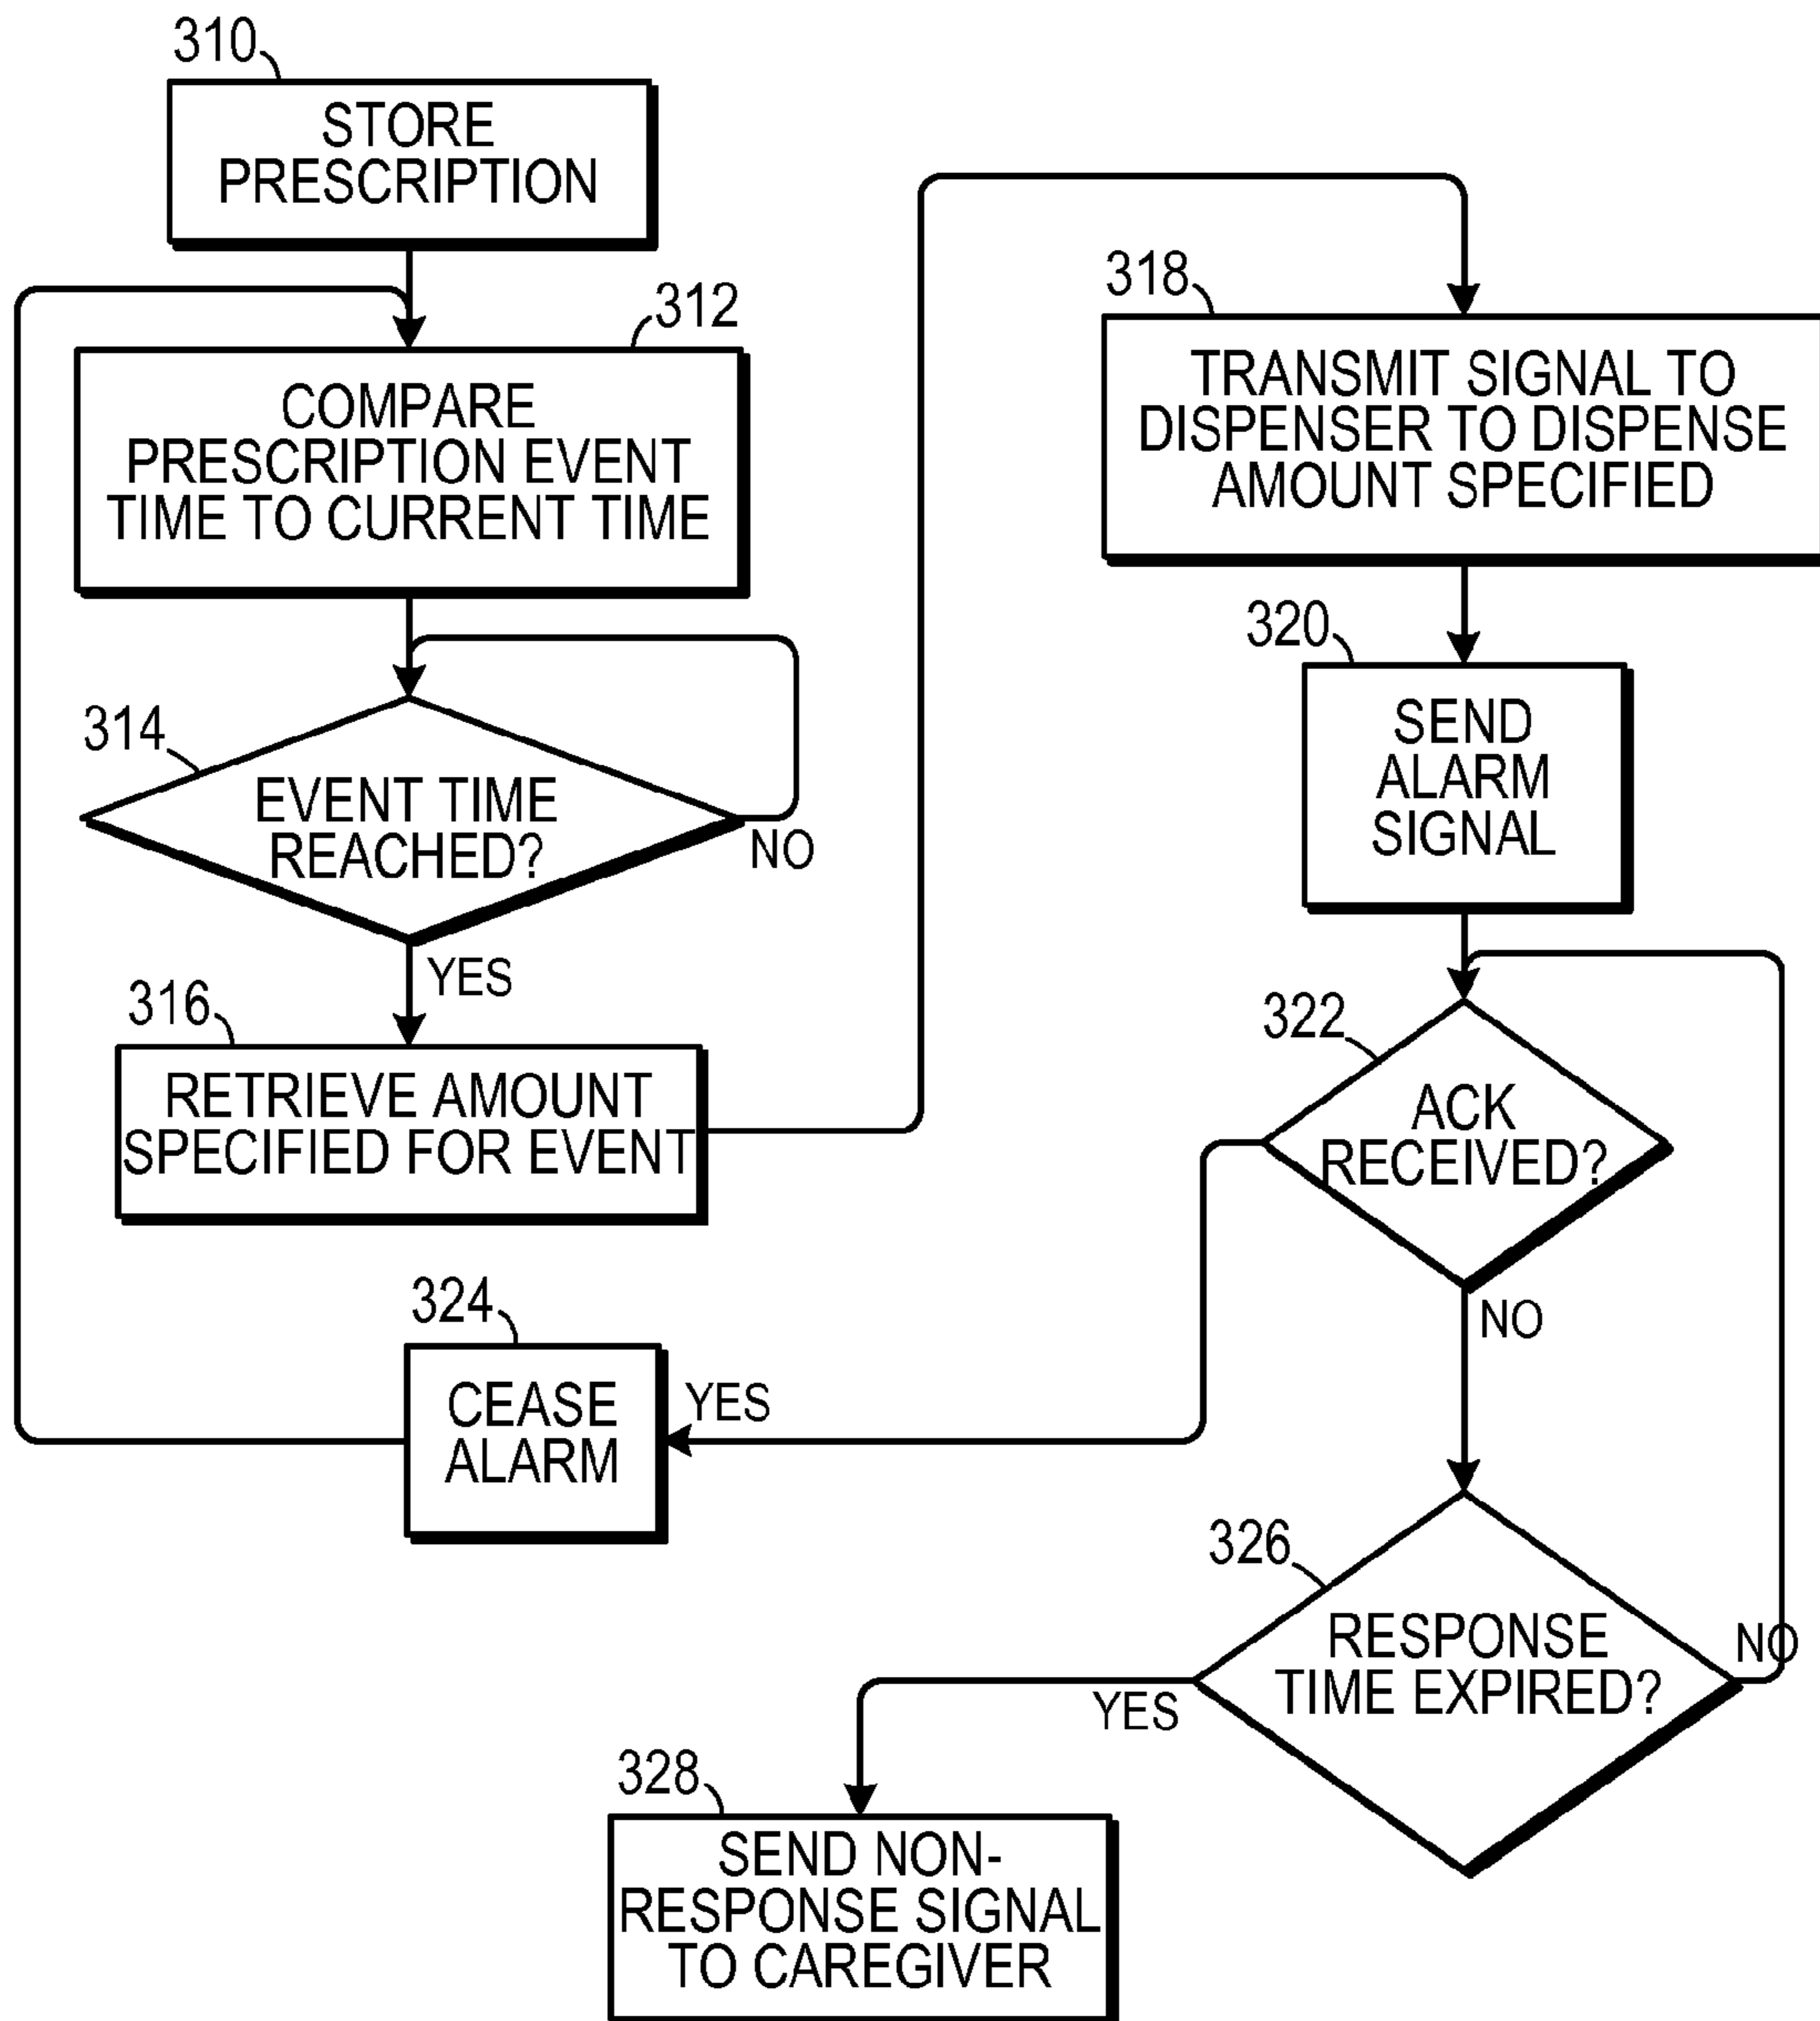 310
STORE
PRESCRIPTION
312
COMPARE
PRESCRIPTION EVENT
TIME TO CURRENT TIME
314
EVENT TIME
REACHED?
NO
YES
316
RETRIEVE AMOUNT
SPECIFIED FOR EVENT
318
TRANSMIT SIGNAL TO
DISPENSER TO DISPENSE
AMOUNT SPECIFIED
320
SEND
ALARM
SIGNAL
322
ACK
RECEIVED?
NO
YES
324
CEASE
ALARM
326
RESPONSE
TIME EXPIRED?
NO
YES
328
SEND NON-
RESPONSE SIGNAL
TO CAREGIVER